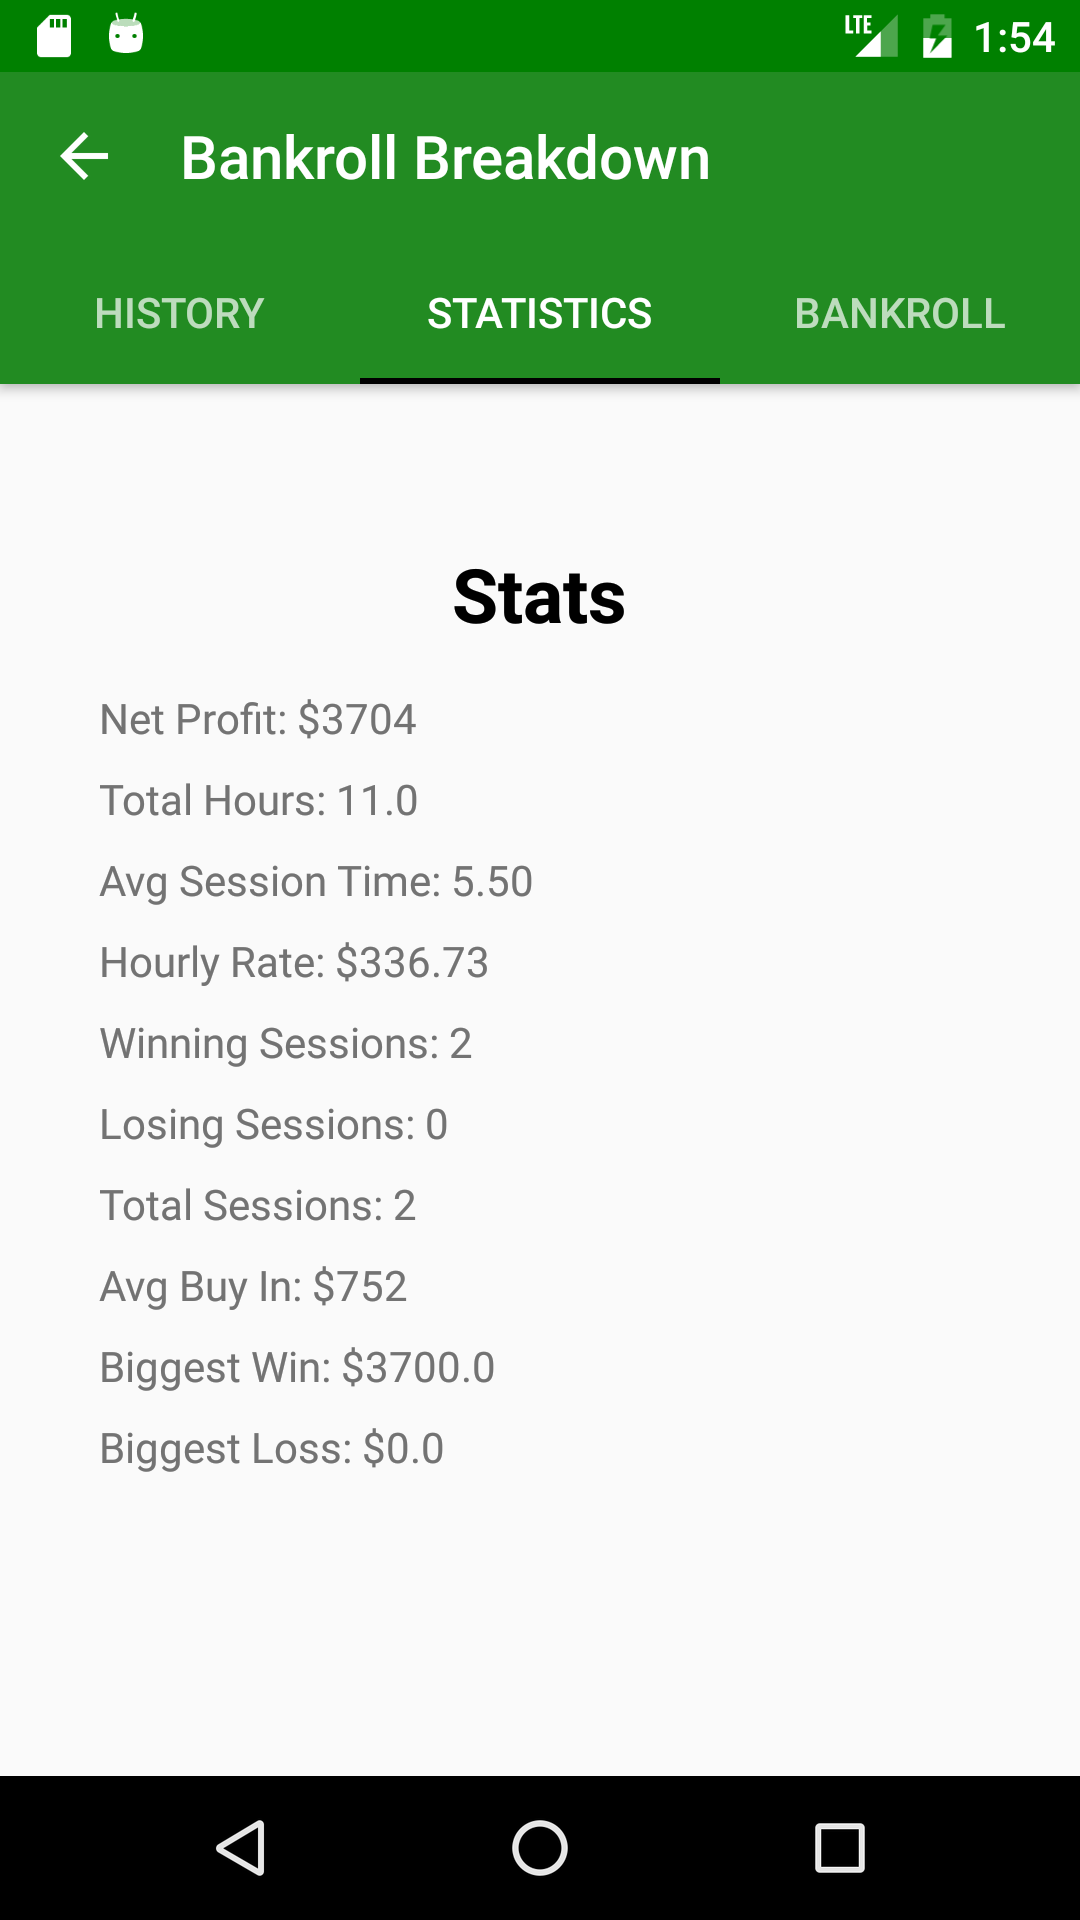 LTE 1:54
Bankroll Breakdown
HISTORY STATISTICS BANKROLL
Stats
Net Profit: $3704
Total Hours: 11.0
Avg Session Time: 5.50
Hourly Rate: $336.73
Winning Sessions: 2
Losing Sessions: 0
Total Sessions: 2
Avg Buy In: $752
Biggest Win: $3700.0
Biggest Loss: $0.0